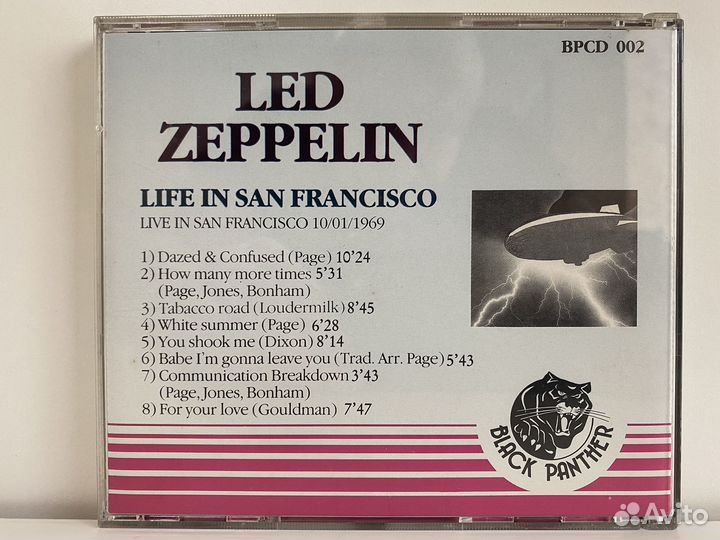 BPCD 002
LED
ZEPPELIN
LIFE IN SAN FRANCISCO
LIVE IN SAN FRANCISCO 10/01/1969
1) Dazed & Confused (Page) 10'24
2) How many more times 5'31
(Page, Jones, Bonham)
3) Tabacco road (Loudermilk) 8'45
4) White summer (Page) 6'28
5) You shook me (Dixon) 8'14
6) Babe I'm gonna leave you (Trad. Arr. Page) 5'43
7) Communication Breakdown 3'43
(Page, Jones, Bonham)
8) For your love (Gouldman) 7'47
BLACK PANTHER
Avito